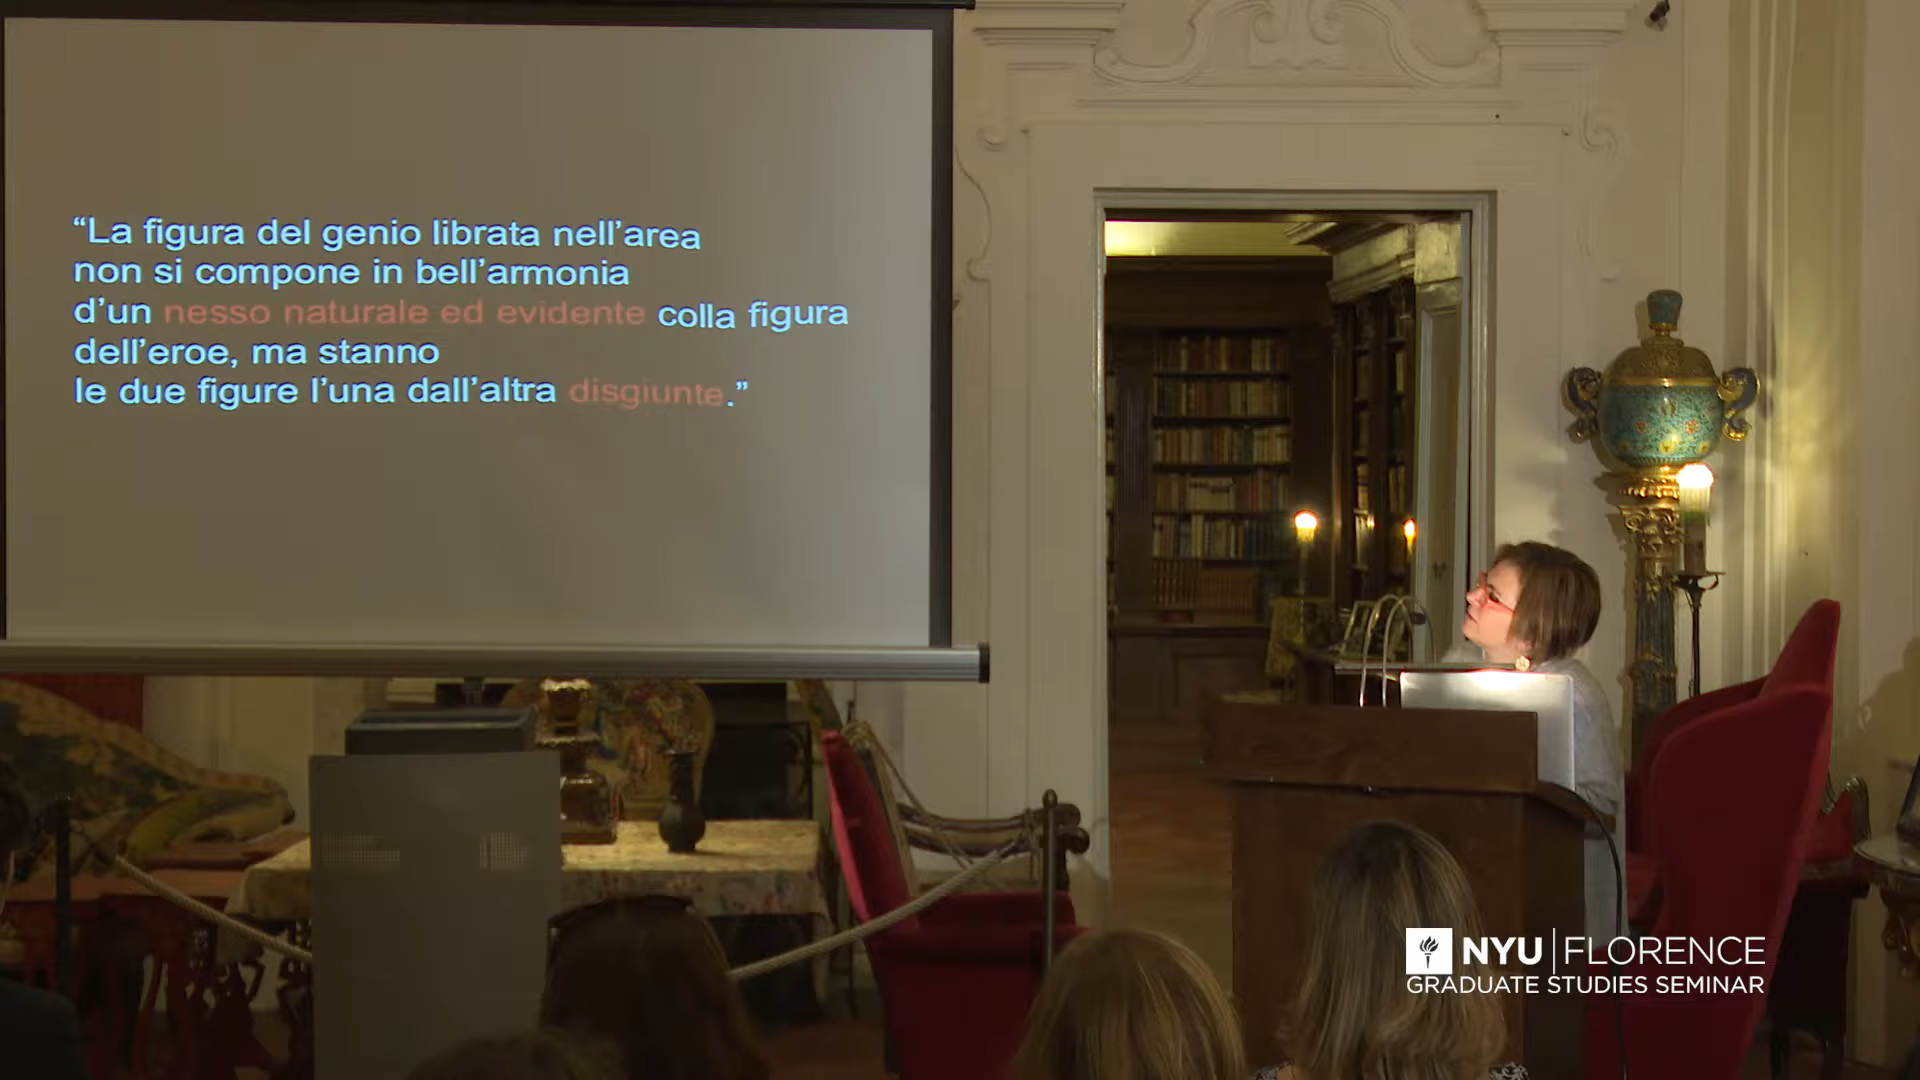 “La figura del genio librata nell’area
non si compone in bell’armonia
d’un nesso naturale ed evidente colla figura
dell’eroe, ma stanno
le due figure l’una dall’altra disgiunte.”
NYU FLORENCE
GRADUATE STUDIES SEMINAR